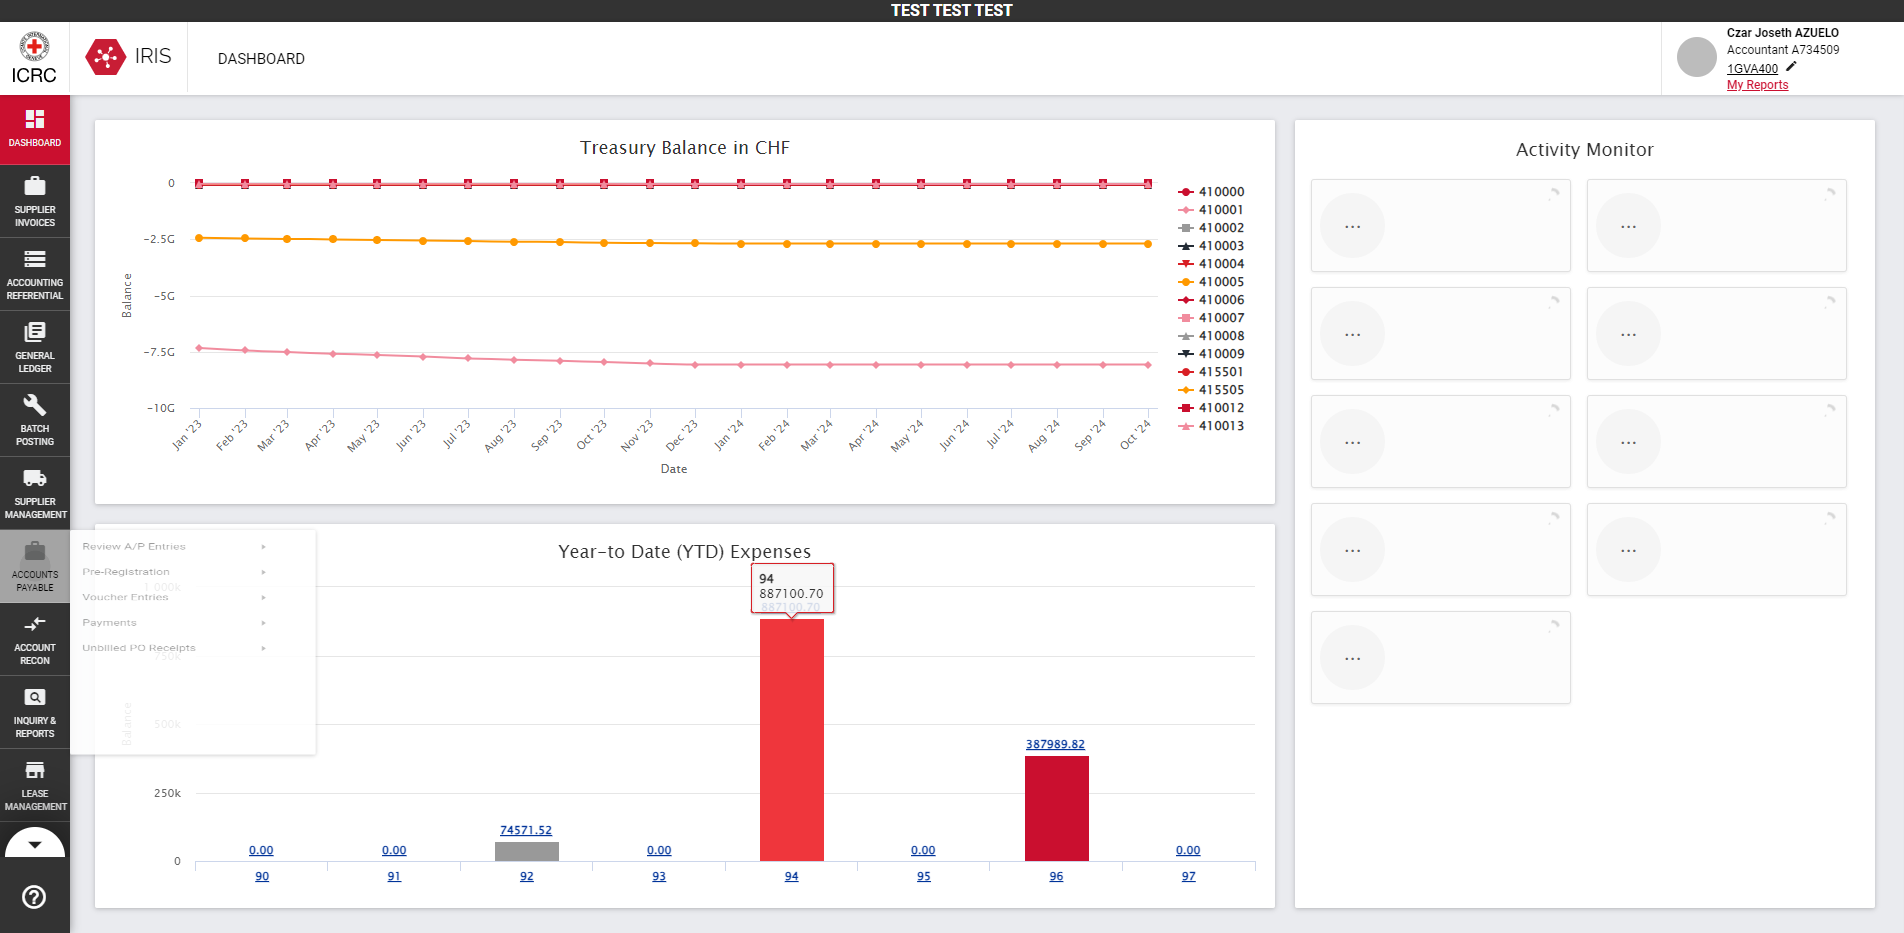 TEST TEST TEST
ICRC
IRIS
DASHBOARD
Czar Joseth AZUELO
Accountant A734509
1GVA400
My Reports
DASHBOARD
SUPPLIER
INVOICES
ACCOUNTING
REFERENTIAL
GENERAL
LEDGER
BATCH
POSTING
SUPPLIER
MANAGEMENT
ACCOUNTS
PAYABLE
ACCOUNT
RECON
INQUIRY &
REPORTS
LEASE
MANAGEMENT
Review A/P Entries
Pre-Registration
Voucher Entries
Payments
Unbilled PO Receipts
Treasury Balance in CHF
Balance
0
−2.5G
−5G
−7.5G
−10G
Jan '23
Feb '23
Mar '23
Apr '23
May '23
Jun '23
Jul '23
Aug '23
Sep '23
Oct '23
Nov '23
Dec '23
Jan '24
Feb '24
Mar '24
Apr '24
May '24
Jun '24
Jul '24
Aug '24
Sep '24
Oct '24
Date
410000
410001
410002
410003
410004
410005
410006
410007
410008
410009
415501
415505
410012
410013
Year-to Date (YTD) Expenses
Balance
1 000k
750k
500k
250k
0
94
887100.70
887100.70
0.00
0.00
74571.52
0.00
0.00
387989.82
0.00
90
91
92
93
94
95
96
97
Activity Monitor
...
...
...
...
...
...
...
...
...